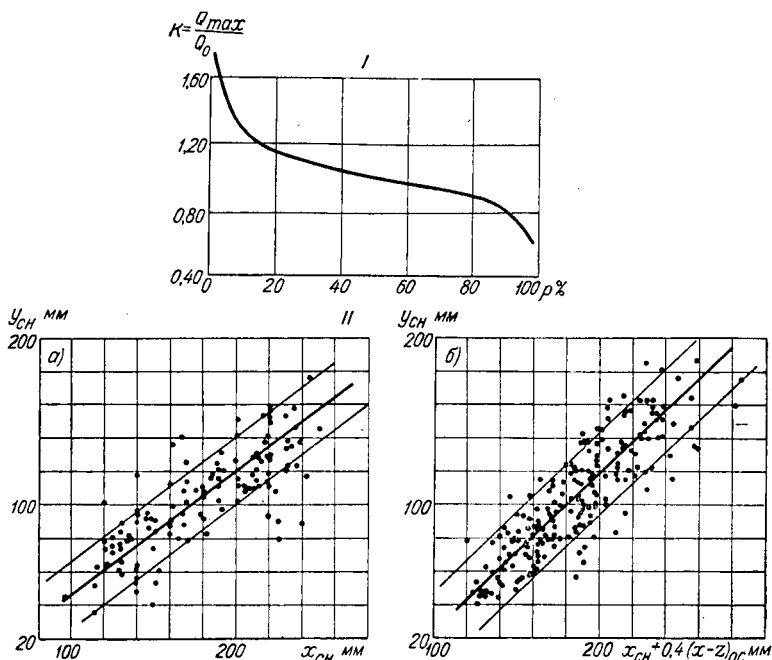 K = Qmax / Q0
I
1,60
1,20
0,80
0,40
0 20 40 60 80 100 p%
II
yсн мм
200
а)
100
20
100 200 xсн мм
yсн мм
200
б)
100
20
200 xсн+0,4(x-z)ос мм